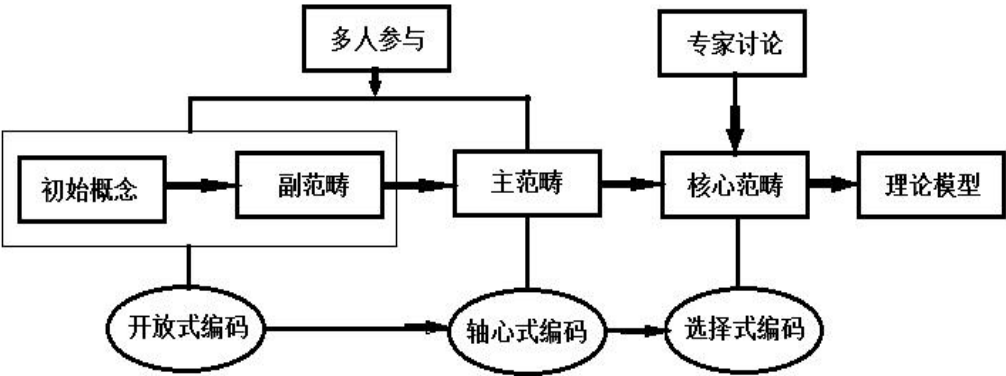 多人参与
专家讨论
初始概念
副范畴
主范畴
核心范畴
理论模型
开放式编码
轴心式编码
选择式编码